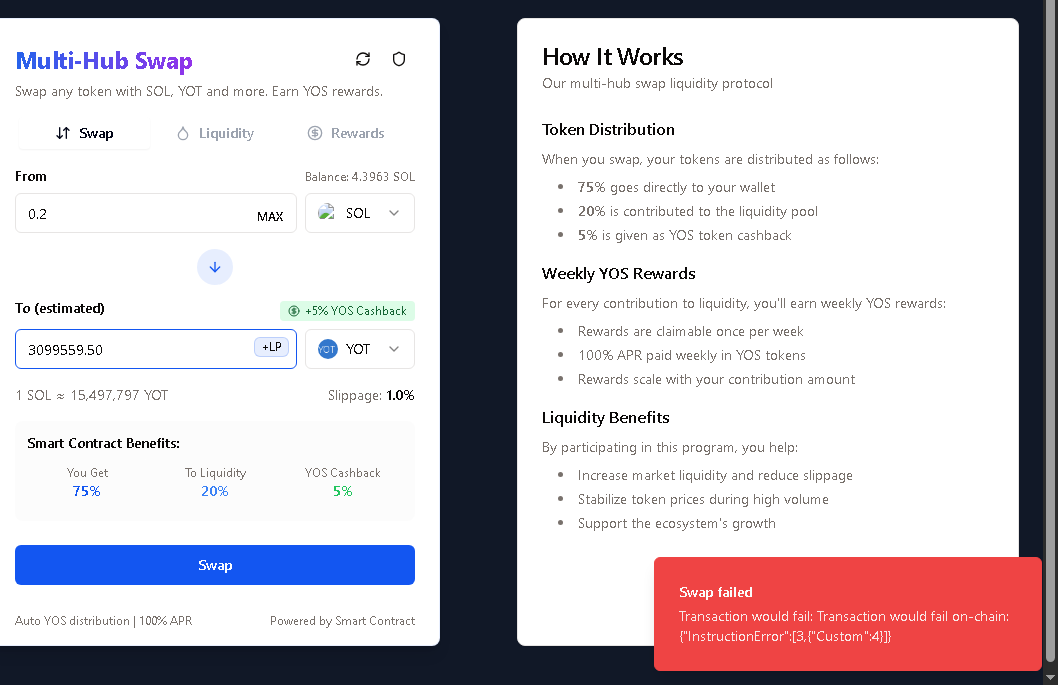 Multi-Hub Swap
Swap any token with SOL, YOT and more. Earn YOS rewards.
Swap
Liquidity
Rewards
From
Balance: 4.3963 SOL
0.2
MAX
SOL
To (estimated)
+5% YOS Cashback
3099559.50
+LP
YOT
YOT
1 SOL ≈ 15,497,797 YOT
Slippage: 1.0%
Smart Contract Benefits:
You Get
To Liquidity
YOS Cashback
75%
20%
5%
Swap
Auto YOS distribution | 100% APR
Powered by Smart Contract
How It Works
Our multi-hub swap liquidity protocol
Token Distribution
When you swap, your tokens are distributed as follows:
• 75% goes directly to your wallet
• 20% is contributed to the liquidity pool
• 5% is given as YOS token cashback
Weekly YOS Rewards
For every contribution to liquidity, you'll earn weekly YOS rewards:
• Rewards are claimable once per week
• 100% APR paid weekly in YOS tokens
• Rewards scale with your contribution amount
Liquidity Benefits
By participating in this program, you help:
• Increase market liquidity and reduce slippage
• Stabilize token prices during high volume
• Support the ecosystem's growth
Swap failed
Transaction would fail: Transaction would fail on-chain:
{"InstructionError":[3,{"Custom":4}]}